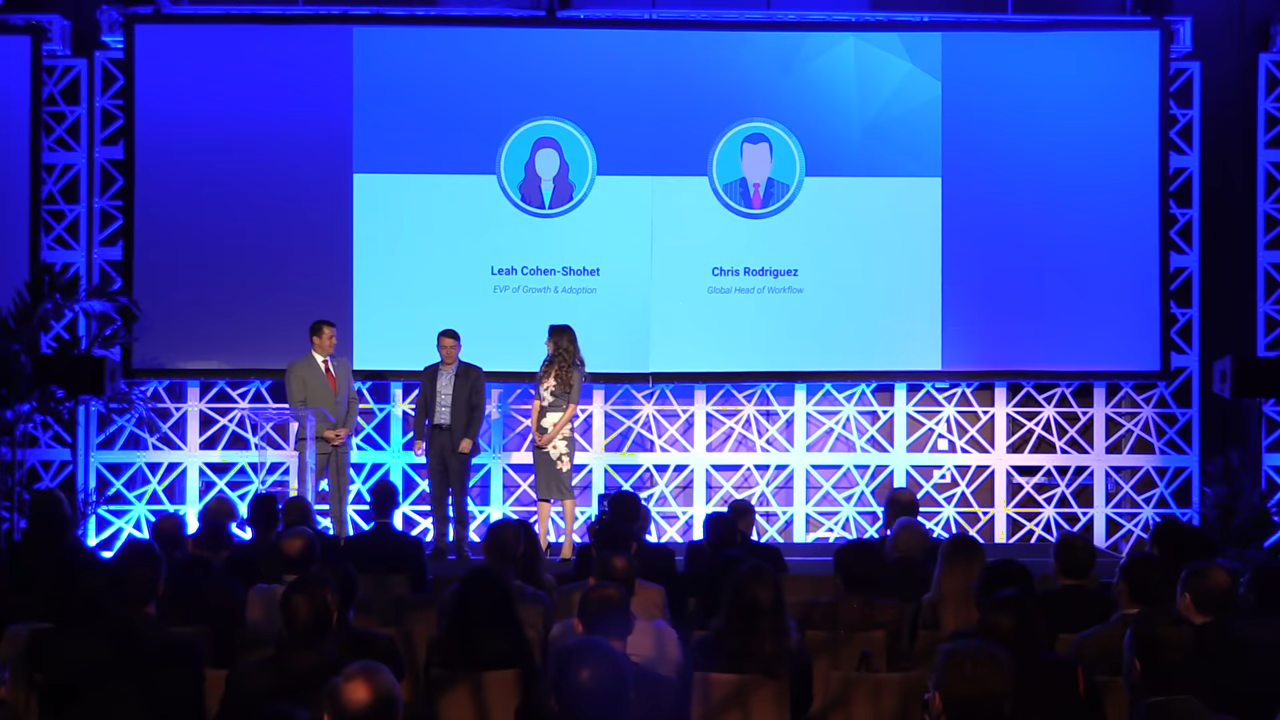 Leah Cohen-Shohet
EVP of Growth & Adoption
Chris Rodriguez
Global Head of Workflow